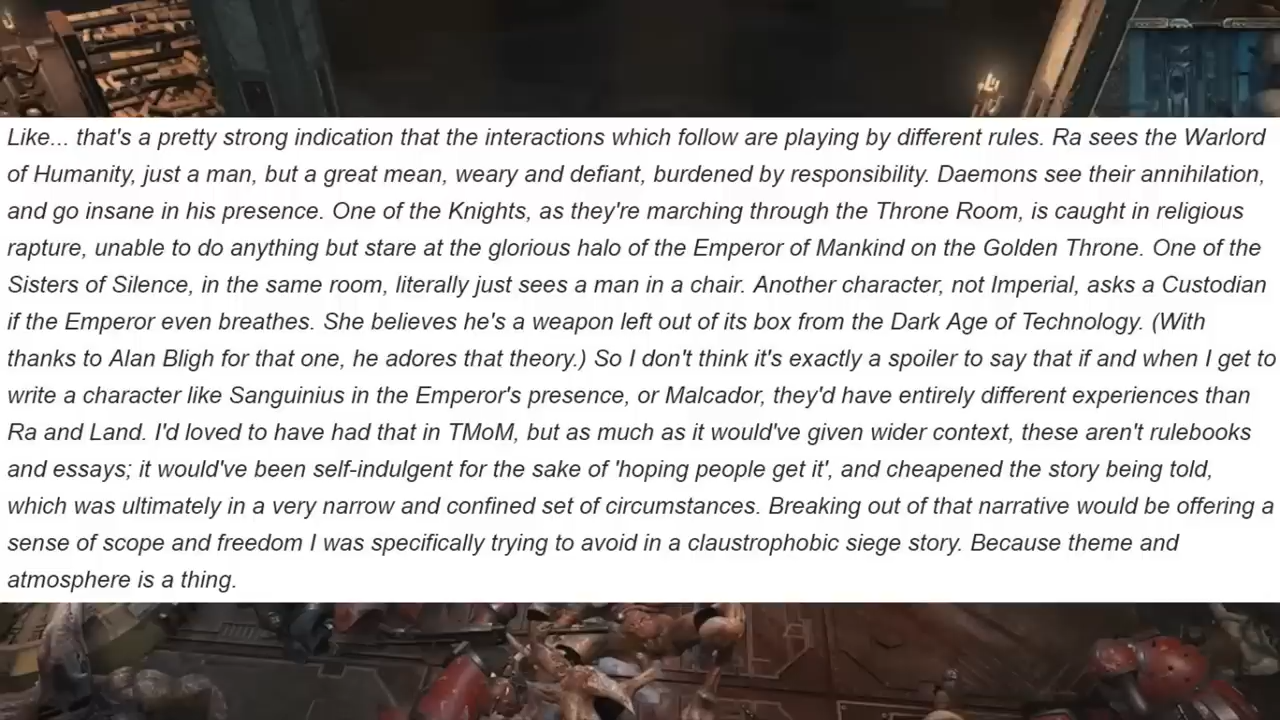 Like... that's a pretty strong indication that the interactions which follow are playing by different rules. Ra sees the Warlord
of Humanity, just a man, but a great mean, weary and defiant, burdened by responsibility. Daemons see their annihilation,
and go insane in his presence. One of the Knights, as they're marching through the Throne Room, is caught in religious
rapture, unable to do anything but stare at the glorious halo of the Emperor of Mankind on the Golden Throne. One of the
Sisters of Silence, in the same room, literally just sees a man in a chair. Another character, not Imperial, asks a Custodian
if the Emperor even breathes. She believes he's a weapon left out of its box from the Dark Age of Technology. (With
thanks to Alan Bligh for that one, he adores that theory.) So I don't think it's exactly a spoiler to say that if and when I get to
write a character like Sanguinius in the Emperor's presence, or Malcador, they'd have entirely different experiences than
Ra and Land. I'd loved to have had that in TMoM, but as much as it would've given wider context, these aren't rulebooks
and essays; it would've been self-indulgent for the sake of 'hoping people get it', and cheapened the story being told,
which was ultimately in a very narrow and confined set of circumstances. Breaking out of that narrative would be offering a
sense of scope and freedom I was specifically trying to avoid in a claustrophobic siege story. Because theme and
atmosphere is a thing.